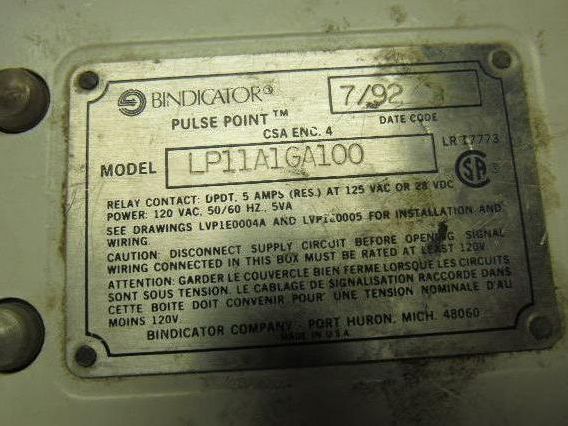 BINDICATOR® 7/92
PULSE POINT™ DATE CODE
CSA ENC. 4
LR 17773
MODEL LP11A1GA100
RELAY CONTACT: DPDT, 5 AMPS (RES.) AT 125 VAC OR 28 VDC
POWER: 120 VAC, 50/60 HZ., 5VA
SEE DRAWINGS LVP1E0004A AND LVP1E0005 FOR INSTALLATION AND
WIRING.
CAUTION: DISCONNECT SUPPLY CIRCUIT BEFORE OPENING SIGNAL
WIRING CONNECTED IN THIS BOX MUST BE RATED AT LEAST 120V.
ATTENTION: GARDER LE COUVERCLE BIEN FERME LORSQUE LES CIRCUITS
SONT SOUS TENSION. LE CABLAGE DE SIGNALISATION RACCORDE DANS
CETTE BOITE DOIT CONVENIR POUR UNE TENSION NOMINALE D'AU
MOINS 120V.
BINDICATOR COMPANY - PORT HURON, MICH. 48060
MADE IN U.S.A.